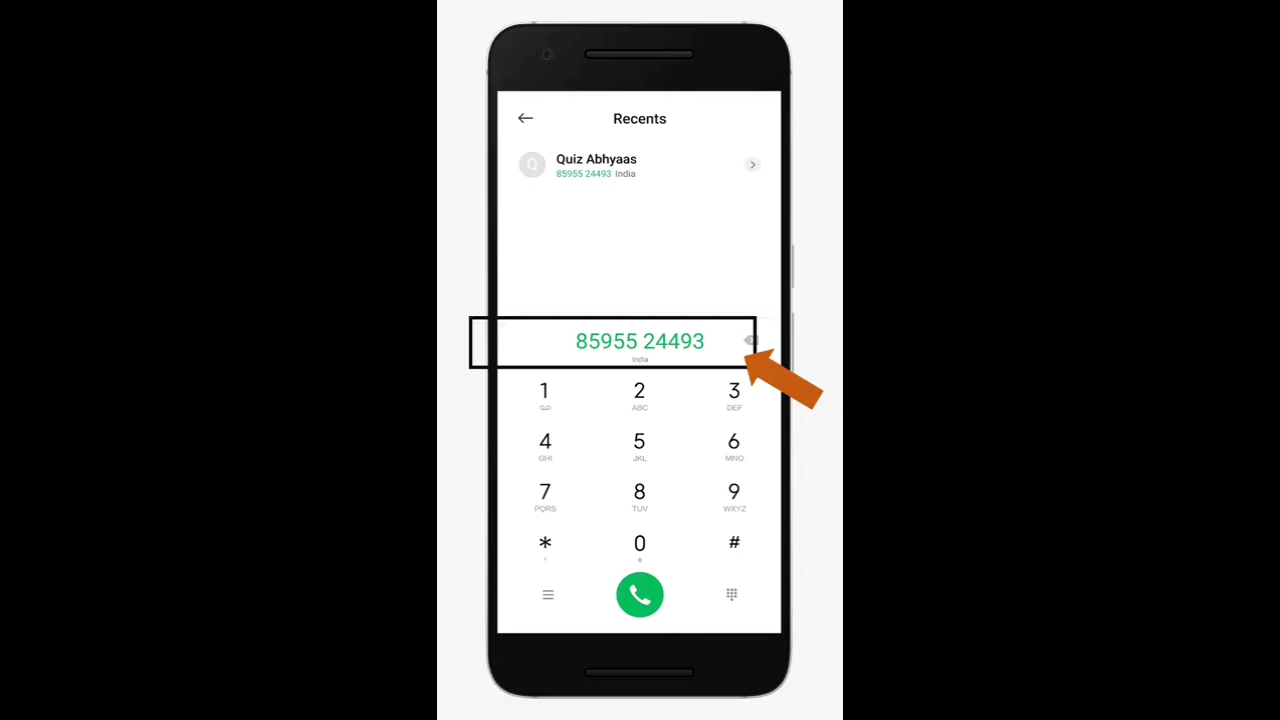 Recents
Q
Quiz Abhyaas
85955 24493 India
85955 24493
India
1 2 3
ABC DEF
4 5 6
GHI JKL MNO
7 8 9
PQRS TUV WXYZ
* 0 #
, +